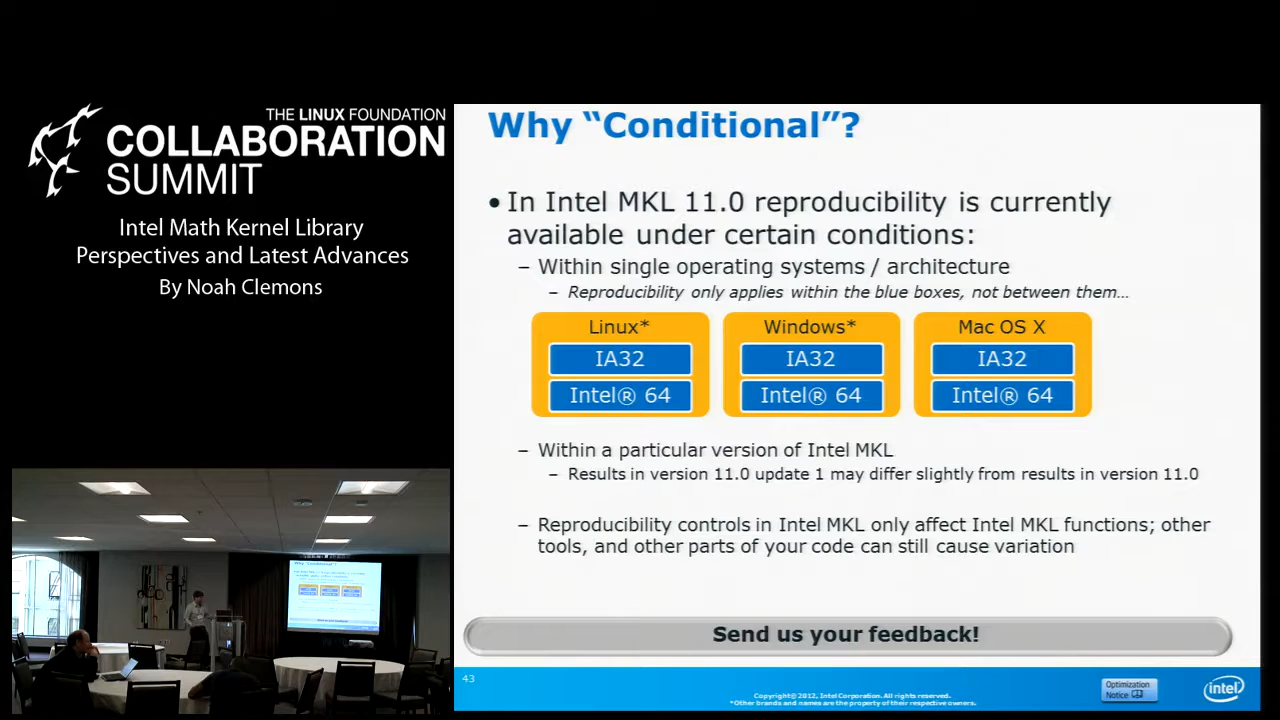 THE LINUX FOUNDATION
COLLABORATION
SUMMIT
Intel Math Kernel Library
Perspectives and Latest Advances
By Noah Clemons
Why “Conditional”?
• In Intel MKL 11.0 reproducibility is currently
available under certain conditions:
– Within single operating systems / architecture
– Reproducibility only applies within the blue boxes, not between them…
Linux*
IA32
Intel® 64
Windows*
IA32
Intel® 64
Mac OS X
IA32
Intel® 64
– Within a particular version of Intel MKL
– Results in version 11.0 update 1 may differ slightly from results in version 11.0
– Reproducibility controls in Intel MKL only affect Intel MKL functions; other
tools, and other parts of your code can still cause variation
Send us your feedback!
43
Copyright© 2012, Intel Corporation. All rights reserved.
*Other brands and names are the property of their respective owners.
Optimization
Notice
intel
Why “Conditional”?